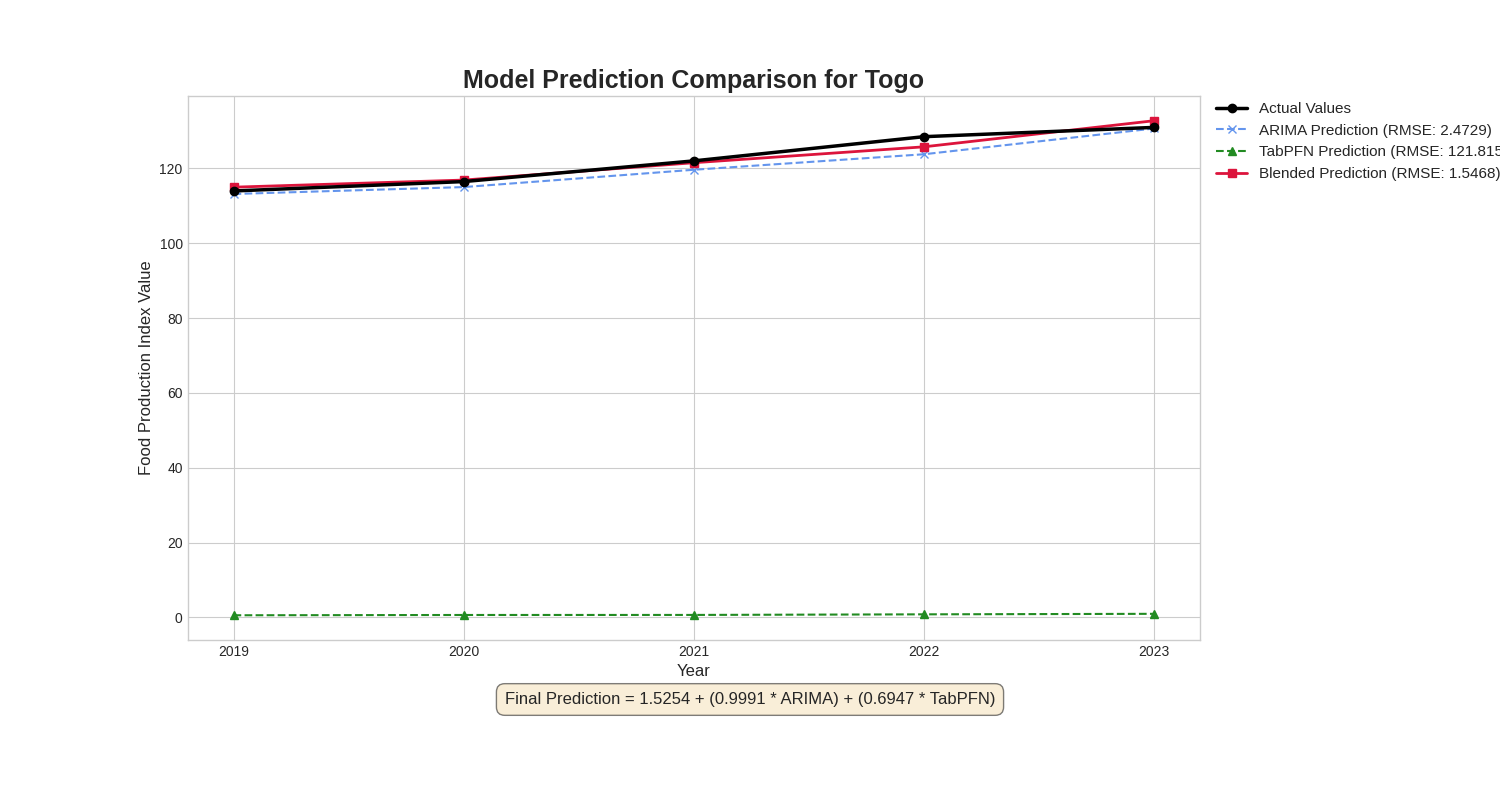 Model Prediction Comparison for Togo
Actual Values
ARIMA Prediction (RMSE: 2.4729)
TabPFN Prediction (RMSE: 121.815
Blended Prediction (RMSE: 1.5468)
Food Production Index Value
120
100
80
60
40
20
0
2019 2020 2021 2022 2023
Year
Final Prediction = 1.5254 + (0.9991 * ARIMA) + (0.6947 * TabPFN)